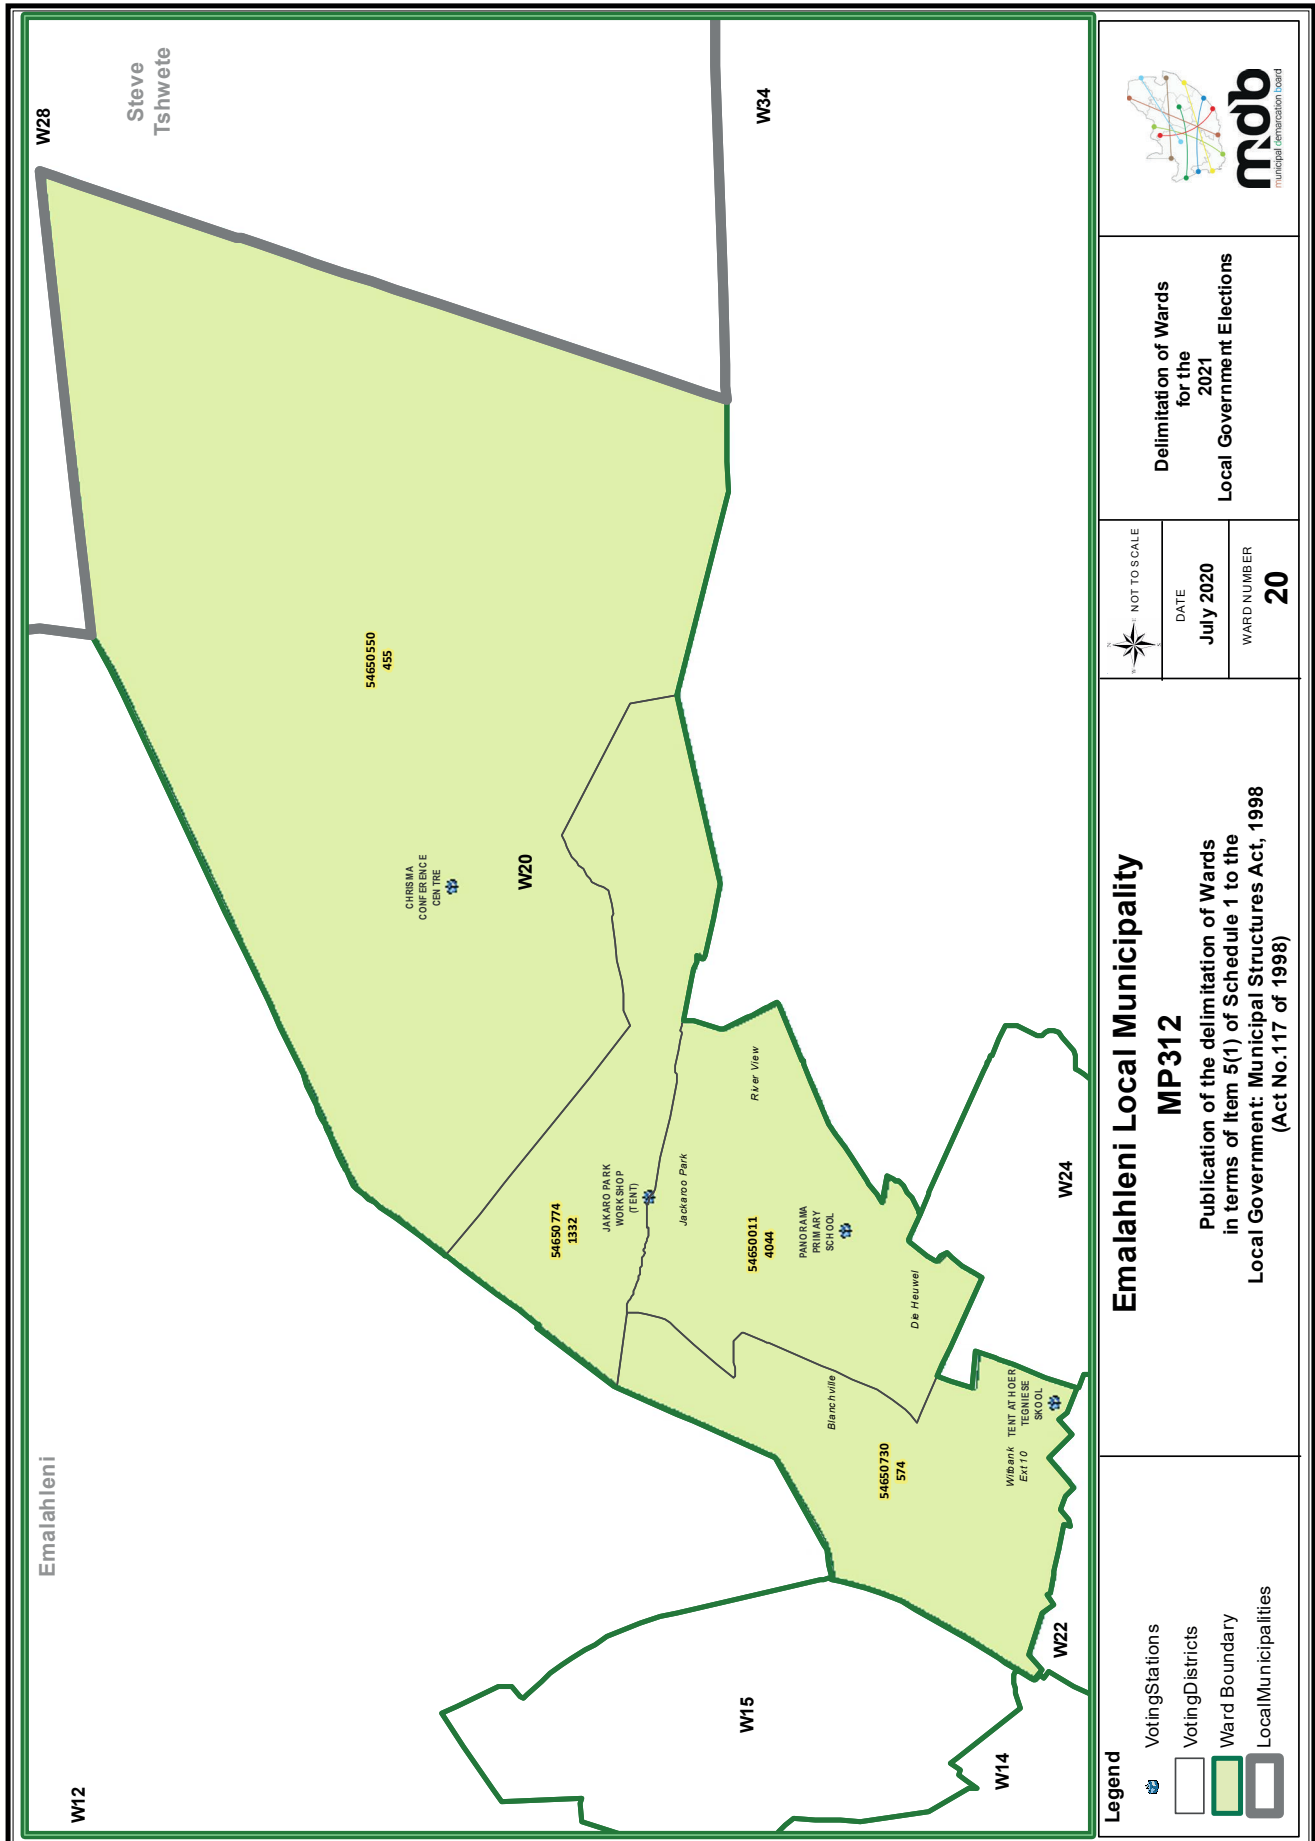 W12
Emalahleni
W28
Steve
Tshwete
W34
54650550
455
CHRISMA
CONFERENCE
CENTRE
W20
54650774
1332
JAKARO PARK
WORKSHOP
(TENT)
Jackaroo Park
River View
54650011
4044
PANORAMA
PRIMARY
SCHOOL
Die Heuwel
Blanchville
54650730
574
Witbank
Ext 10
TENT AT HOER
TEGNIESE
SKOOL
W15
W14
W22
W24
Legend
VotingStations
VotingDistricts
Ward Boundary
LocalMunicipalities
Emalahleni Local Municipality
MP312
Publication of the delimitation of Wards
in terms of Item 5(1) of Schedule 1 to the
Local Government: Municipal Structures Act, 1998
(Act No.117 of 1998)
N
W
E
S
NOT TO SCALE
DATE
July 2020
WARD NUMBER
20
Delimitation of Wards
for the
2021
Local Government Elections
mdb
municipal demarcation board